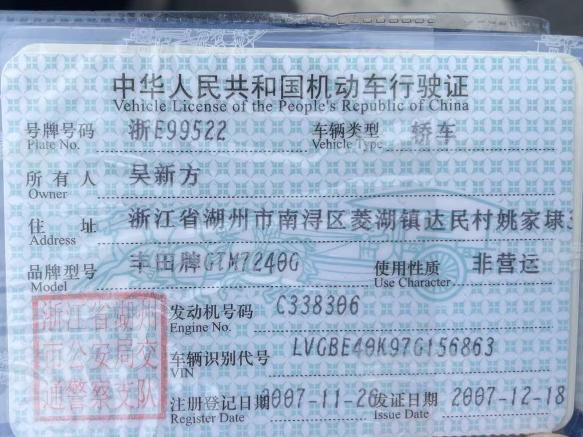 中华人民共和国机动车行驶证
Vehicle License of the People's Republic of China
号牌号码 浙E99522 车辆类型 轿车
Plate No. Vehicle Type
所有人 吴新方
Owner
住址 浙江省湖州市南浔区菱湖镇达民村姚家
Address
品牌型号 丰田牌GTM7240G 使用性质 非营运
Model Use Character
浙江省湖州
市公安局交
通警察支队
发动机号码 C338306
Engine No.
车辆识别代号 LVGBE40K97G156863
VIN
注册登记日期 2007-11-20 发证日期 2007-12-18
Register Date Issue Date